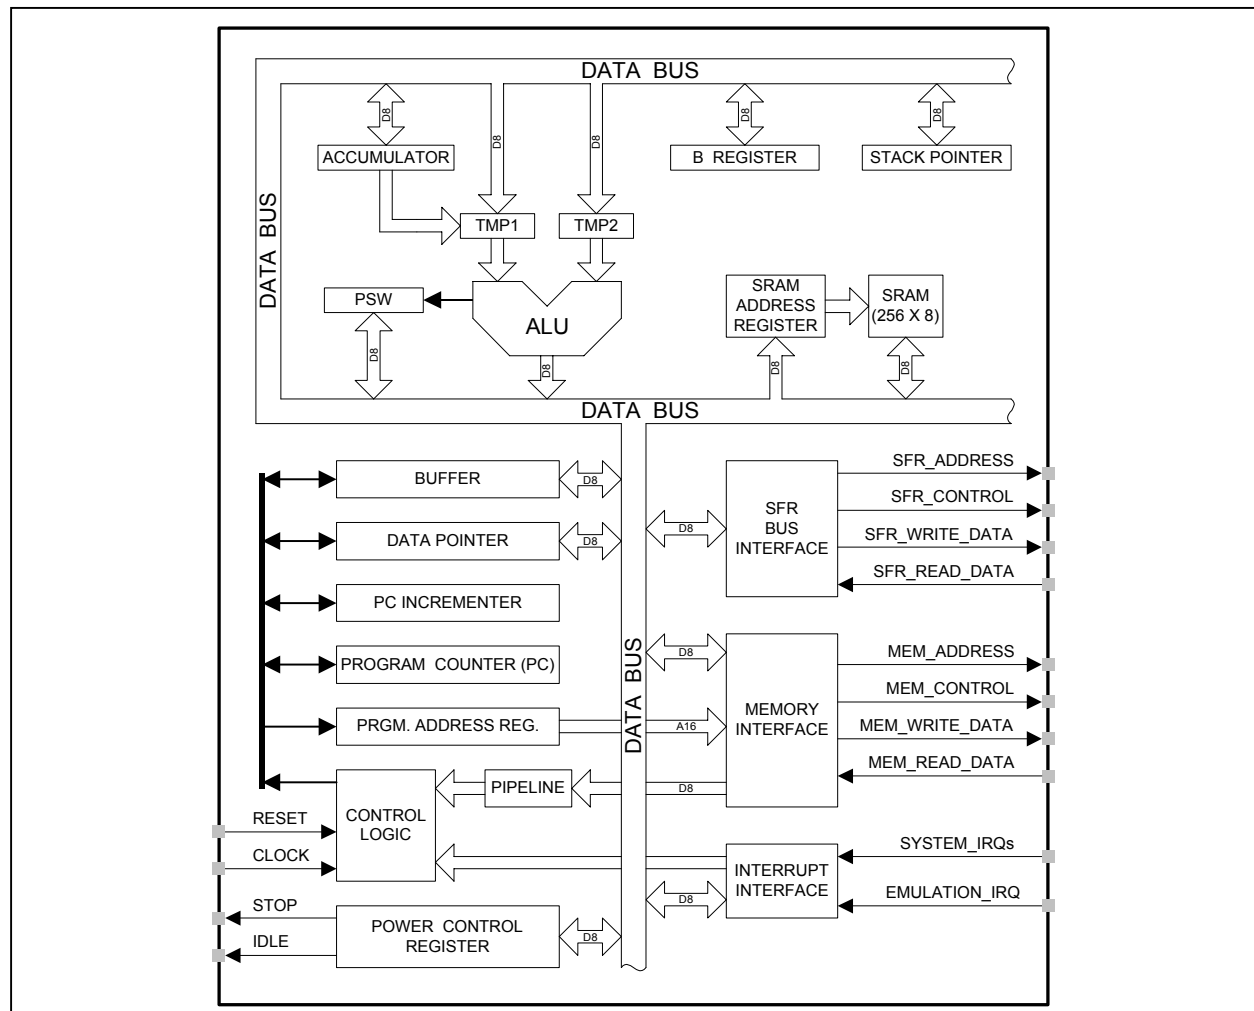 DATA BUS
D8
D8
D8
D8
D8
ACCUMULATOR
B REGISTER
STACK POINTER
DATA BUS
TMP1
TMP2
PSW
ALU
SRAM
ADDRESS
REGISTER
SRAM
(256 X 8)
D8
D8
D8
D8
DATA BUS
BUFFER
D8
DATA POINTER
D8
PC INCREMENTER
PROGRAM COUNTER (PC)
PRGM. ADDRESS REG.
A16
DATA BUS
D8
SFR
BUS
INTERFACE
SFR_ADDRESS
SFR_CONTROL
SFR_WRITE_DATA
SFR_READ_DATA
D8
MEMORY
INTERFACE
MEM_ADDRESS
MEM_CONTROL
MEM_WRITE_DATA
MEM_READ_DATA
CONTROL
LOGIC
PIPELINE
D8
RESET
CLOCK
INTERRUPT
INTERFACE
D8
SYSTEM_IRQs
EMULATION_IRQ
STOP
IDLE
POWER CONTROL
REGISTER
D8